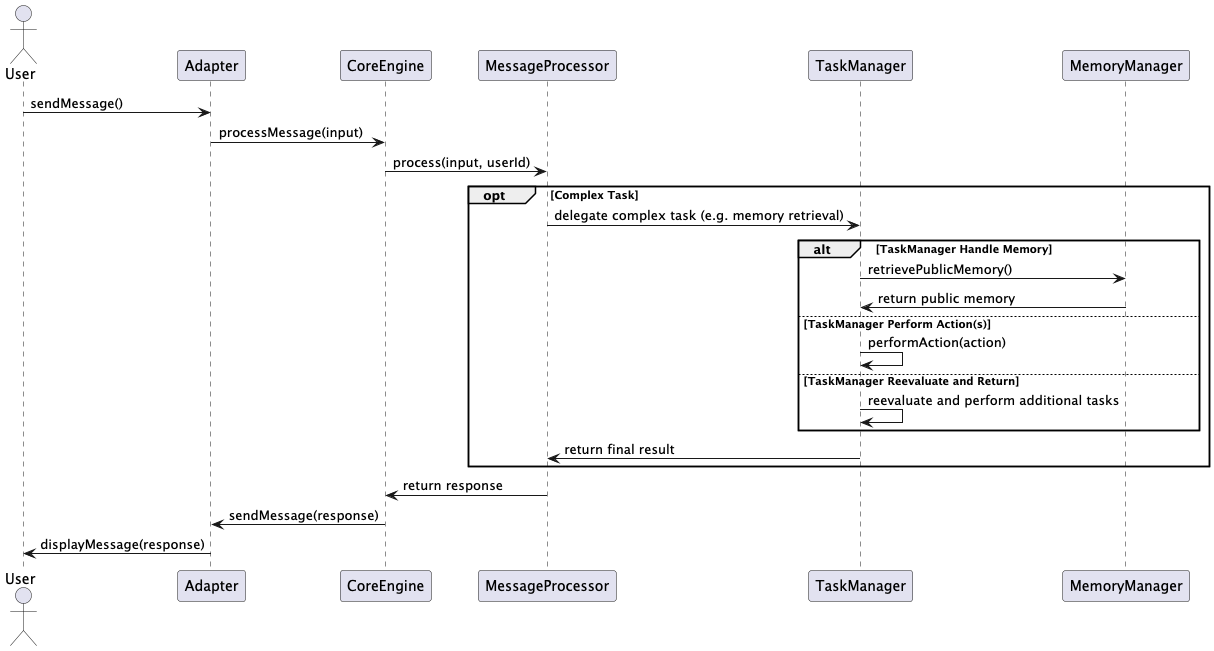 User
Adapter
CoreEngine
MessageProcessor
TaskManager
MemoryManager
sendMessage()
processMessage(input)
process(input, userId)
opt
[Complex Task]
delegate complex task (e.g. memory retrieval)
alt
[TaskManager Handle Memory]
retrievePublicMemory()
return public memory
[TaskManager Perform Action(s)]
performAction(action)
[TaskManager Reevaluate and Return]
reevaluate and perform additional tasks
return final result
return response
sendMessage(response)
displayMessage(response)
User
Adapter
CoreEngine
MessageProcessor
TaskManager
MemoryManager